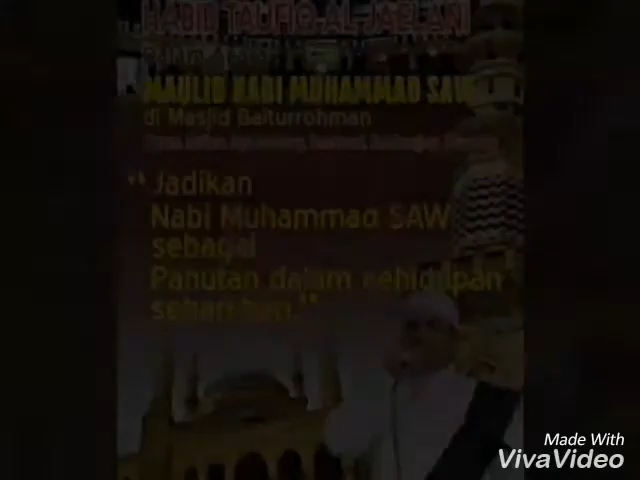 HABIB TAUFIQ AL-JAELANI
MAULID NABI MUHAMMAD SAW
di Masjid Baiturrohman
"Jadikan
Nabi Muhammad SAW
sebagai
Panutan dalam kehidupan
sehari-hari."
Made With
VivaVideo